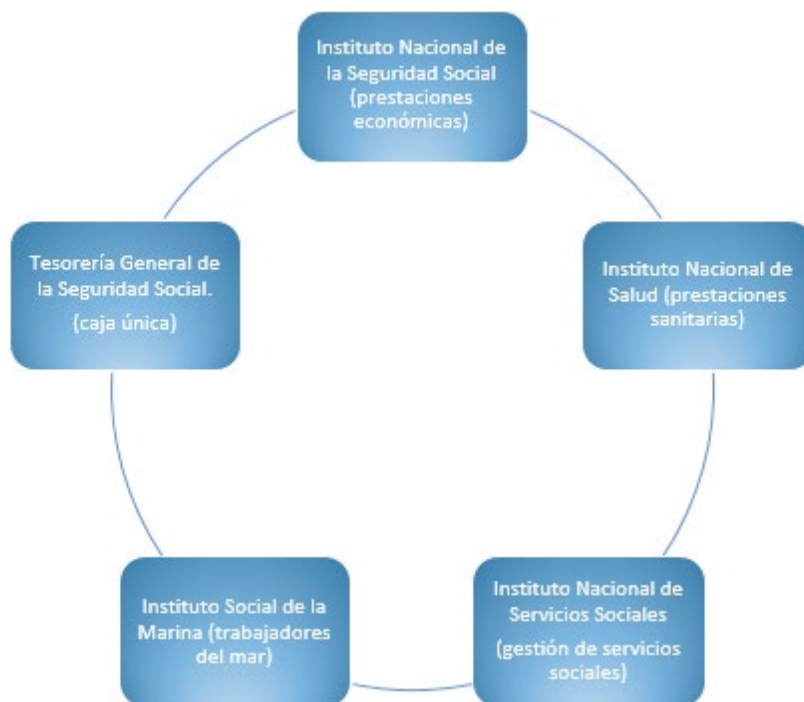 Instituto Nacional de
la Seguridad Social
(prestaciones
económicas)
Tesorería General de
la Seguridad Social.
(caja única)
Instituto Nacional de
Salud (prestaciones
sanitarias)
Instituto Social de la
Marina (trabajadores
del mar)
Instituto Nacional de
Servicios Sociales
(gestión de servicios
sociales)